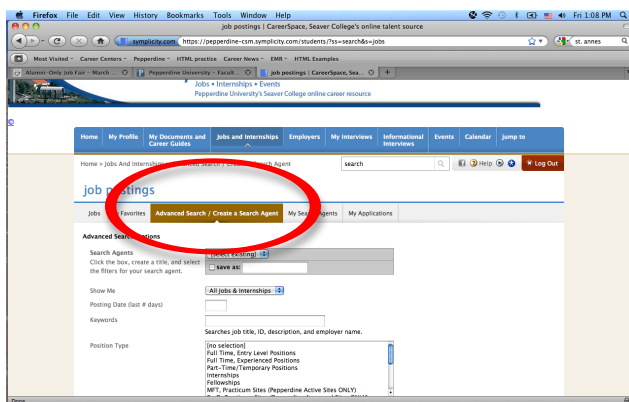 Firefox File Edit View History Bookmarks Tools Window Help Fri 1:08 PM
job postings | CareerSpace, Seaver College's online talent source
symplicity.com https://pepperdine-csm.symplicity.com/students/?ss=search&s=jobs st. annes
Most Visited Career Centers Pepperdine HTML practice Career News EMR HTML Examples
Alumni-Only Job Fair – March ... Pepperdine University – Facult... job postings | CareerSpace, Sea...
Jobs • Internships • Events
Pepperdine University's Seaver College online career resource
©
Home My Profile My Documents and Career Guides Jobs and Internships Employers My Interviews Informational Interviews Events Calendar Jump to
Home > Jobs And Internships Search / Create Search Agent search Help Log Out
job postings
Jobs Favorites Advanced Search / Create a Search Agent My Search Agents My Applications
Advanced Search Options
Search Agents [select existing]
Click the box, create a title, and select save as:
the filters for your search agent.
Show Me All Jobs & Internships
Posting Date (last # days)
Keywords
Searches job title, ID, description, and employer name.
Position Type [no selection]
Full Time, Entry Level Positions
Full Time, Experienced Positions
Part-Time/Temporary Positions
Internships
Fellowships
MFT, Practicum Sites (Pepperdine Active Sites ONLY)
Done